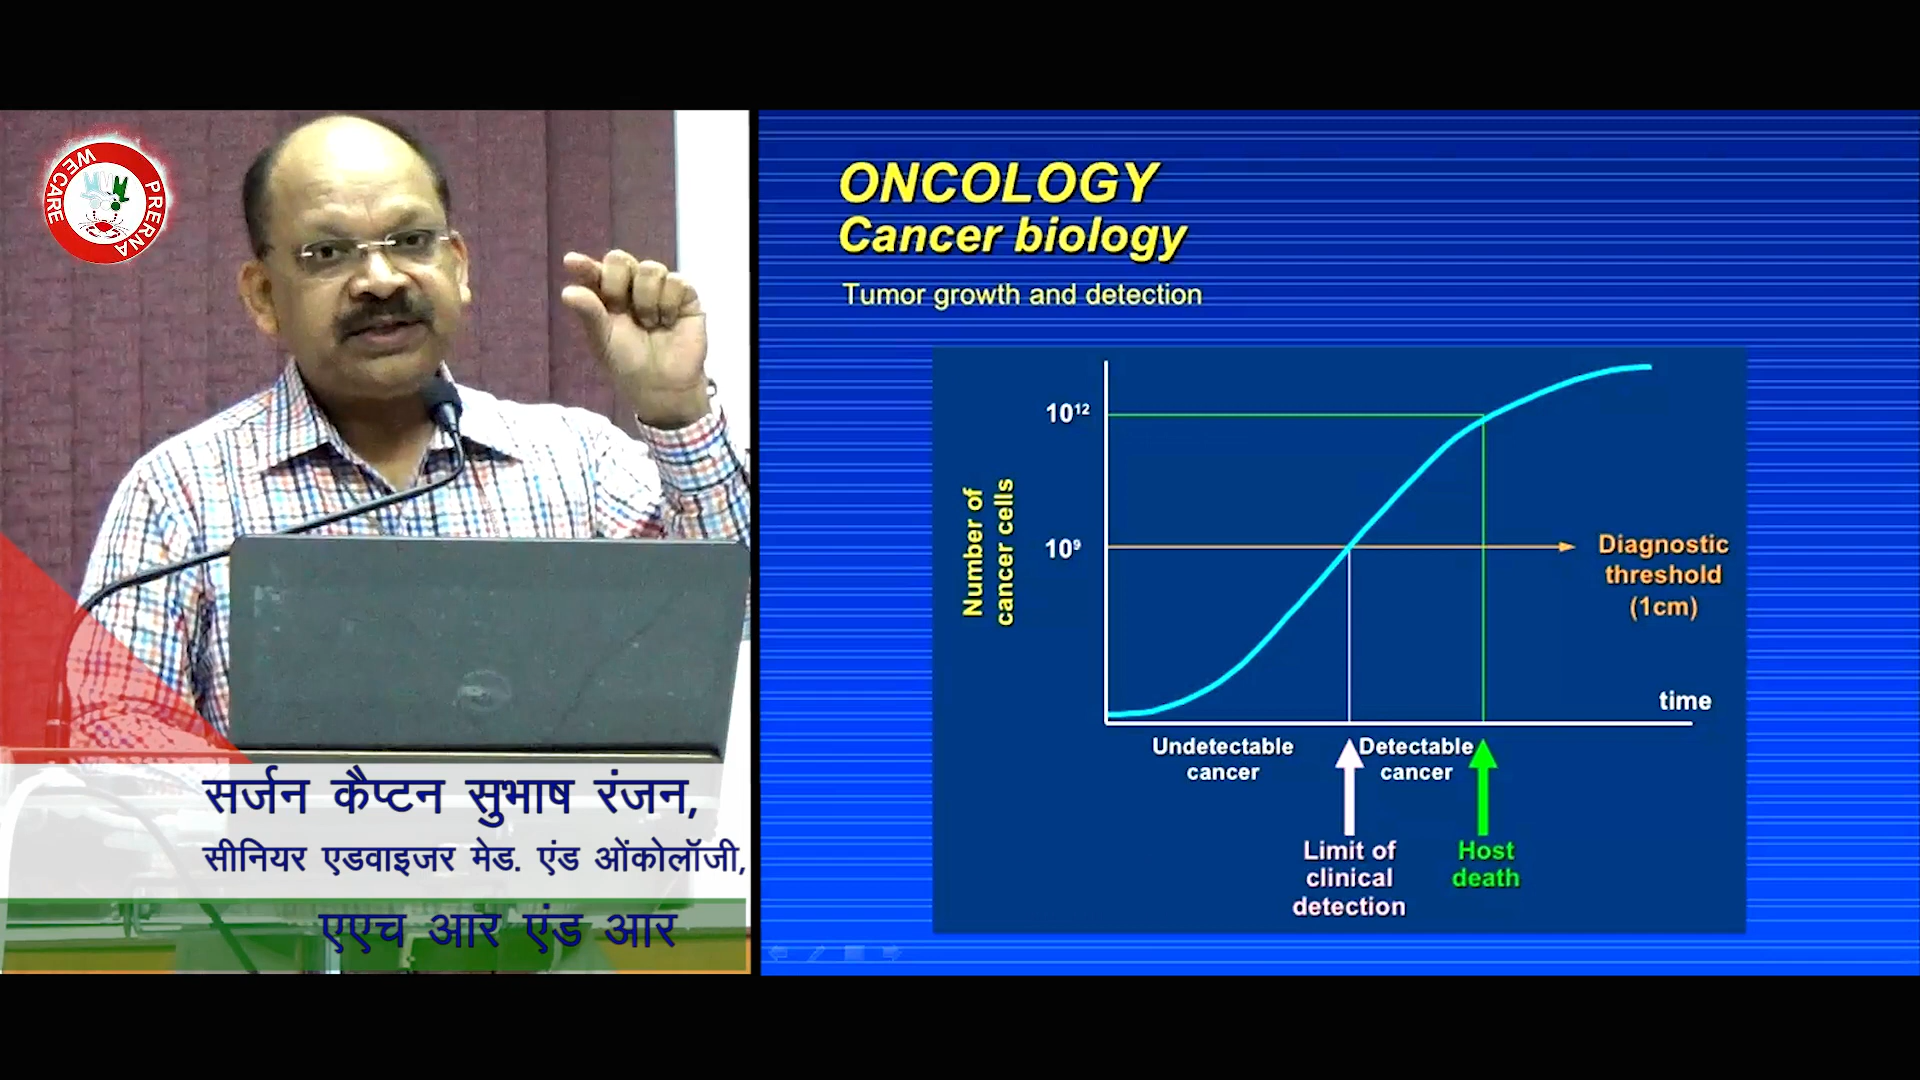 WE CARE
PRERNA
सर्जन कैप्टन सुभाष रंजन,
सीनियर एडवाइजर मेड. एंड ओंकोलॉजी,
एएच आर एंड आर
ONCOLOGY
Cancer biology
Tumor growth and detection
10¹²
10⁹
Number of
cancer cells
Diagnostic
threshold
(1cm)
time
Undetectable
cancer
Detectable
cancer
Limit of
clinical
detection
Host
death